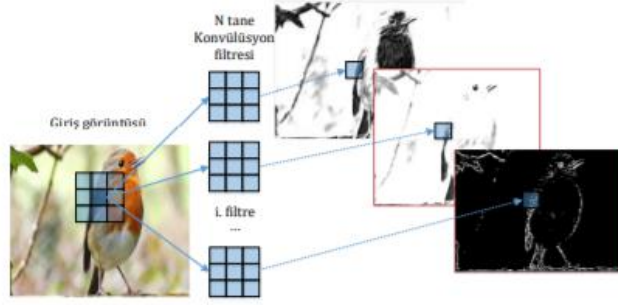 N tane
Konvülüsyon
filtresi
Giriş görüntüsü
i. filtre
...